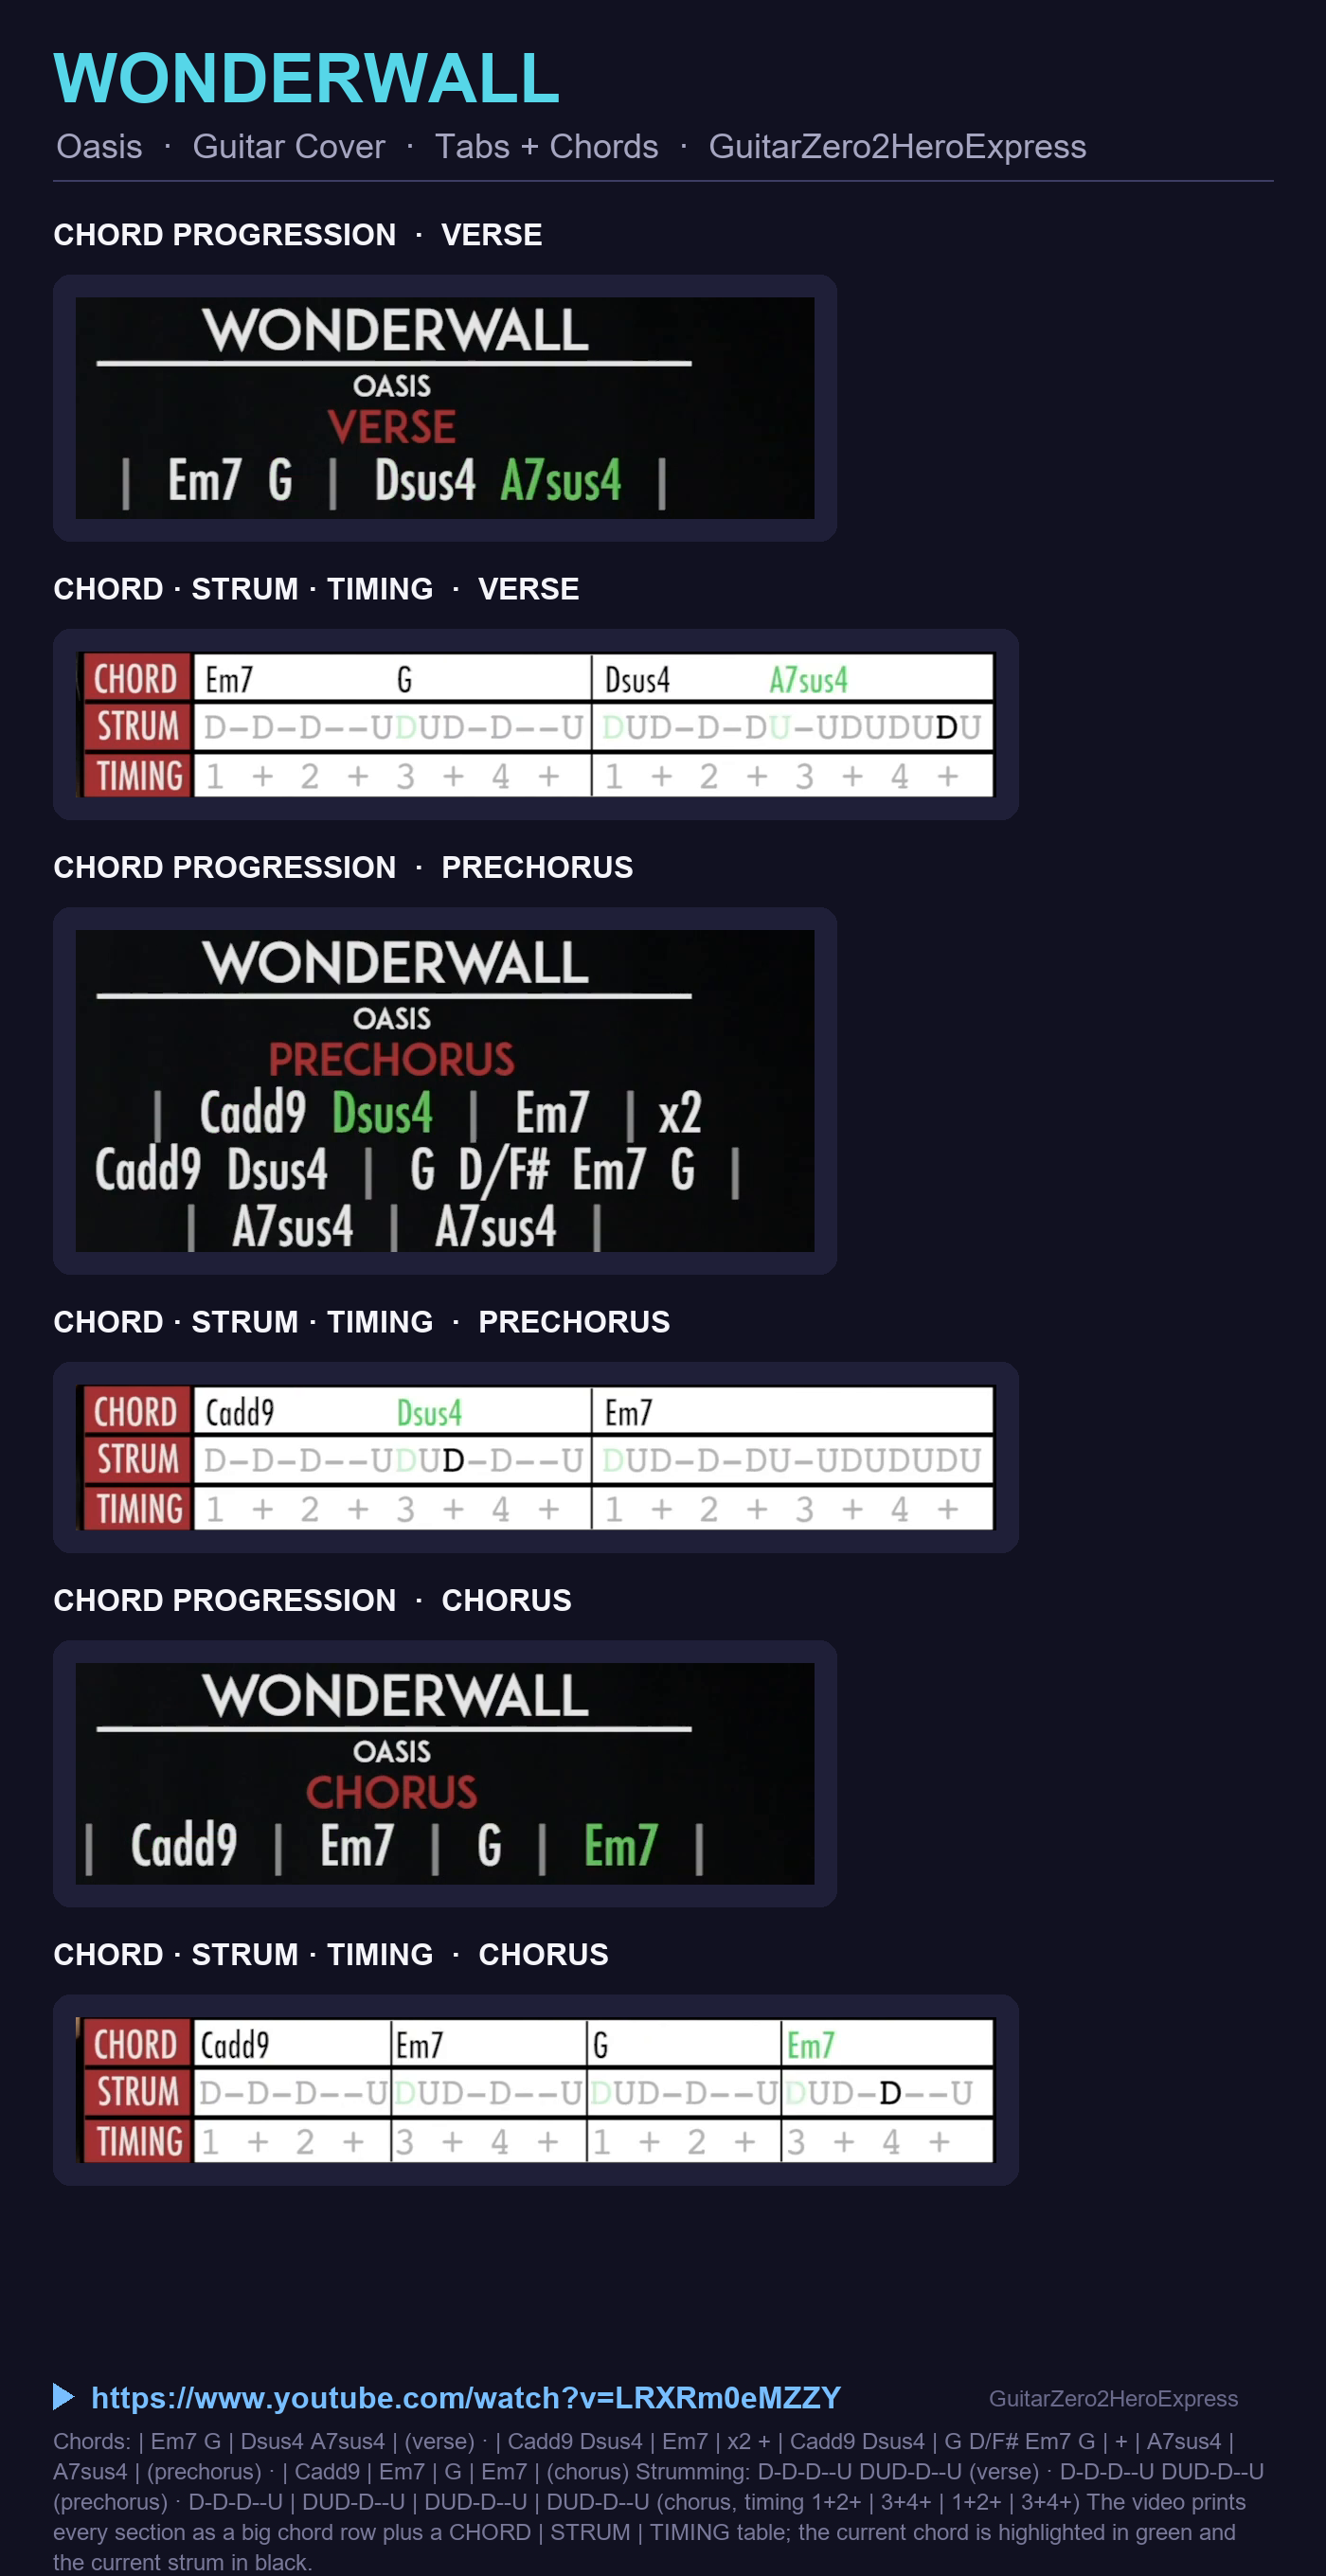 WONDERWALL
Oasis · Guitar Cover · Tabs + Chords · GuitarZero2HeroExpress
CHORD PROGRESSION · VERSE
WONDERWALL
OASIS
VERSE
| Em7 G | Dsus4 A7sus4 |
CHORD · STRUM · TIMING · VERSE
CHORD Em7 G | Dsus4 A7sus4
STRUM D-D-D--UDUD-D--U | DUD-D-DU-UDUDUDU
TIMING 1 + 2 + 3 + 4 + | 1 + 2 + 3 + 4 +
CHORD PROGRESSION · PRECHORUS
WONDERWALL
OASIS
PRECHORUS
| Cadd9 Dsus4 | Em7 | x2
Cadd9 Dsus4 | G D/F# Em7 G |
| A7sus4 | A7sus4 |
CHORD · STRUM · TIMING · PRECHORUS
CHORD Cadd9 Dsus4 | Em7
STRUM D-D-D--UDUD-D--U | DUD-D-DU-UDUDUDU
TIMING 1 + 2 + 3 + 4 + | 1 + 2 + 3 + 4 +
CHORD PROGRESSION · CHORUS
WONDERWALL
OASIS
CHORUS
| Cadd9 | Em7 | G | Em7 |
CHORD · STRUM · TIMING · CHORUS
CHORD Cadd9 | Em7 | G | Em7
STRUM D-D-D--U | DUD-D--U | DUD-D--U | DUD-D--U
TIMING 1 + 2 + | 3 + 4 + | 1 + 2 + | 3 + 4 +
https://www.youtube.com/watch?v=LRXRm0eMZZY GuitarZero2HeroExpress
Chords: | Em7 G | Dsus4 A7sus4 | (verse) · | Cadd9 Dsus4 | Em7 | x2 + | Cadd9 Dsus4 | G D/F# Em7 G | + | A7sus4 |
A7sus4 | (prechorus) · | Cadd9 | Em7 | G | Em7 | (chorus) Strumming: D-D-D--U DUD-D--U (verse) · D-D-D--U DUD-D--U
(prechorus) · D-D-D--U | DUD-D--U | DUD-D--U | DUD-D--U (chorus, timing 1+2+ | 3+4+ | 1+2+ | 3+4+) The video prints
every section as a big chord row plus a CHORD | STRUM | TIMING table; the current chord is highlighted in green and
the current strum in black.